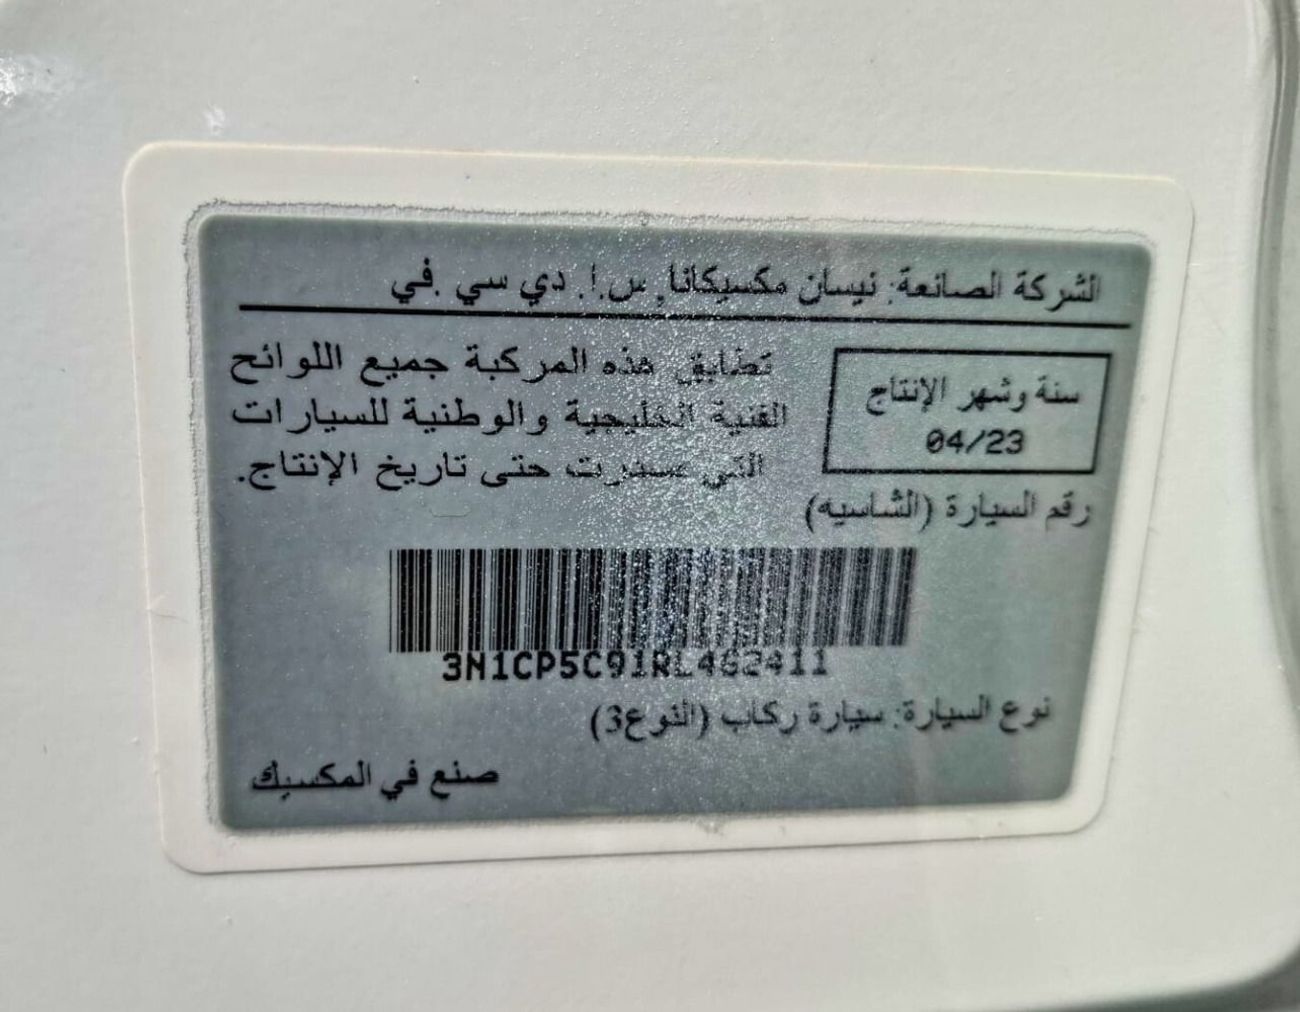 الشركة الصانعة: نيسان مكسيكانا, س.ا. دي سي .في
سنة وشهر الإنتاج
04/23
تطابق هذه المركبة جميع اللوائح
الفنية الخليجية والوطنية للسيارات
التي صدرت حتى تاريخ الإنتاج.
رقم السيارة (الشاسيه)
3N1CP5C91RL462411
نوع السيارة: سيارة ركاب (النوع3)
صنع في المكسيك